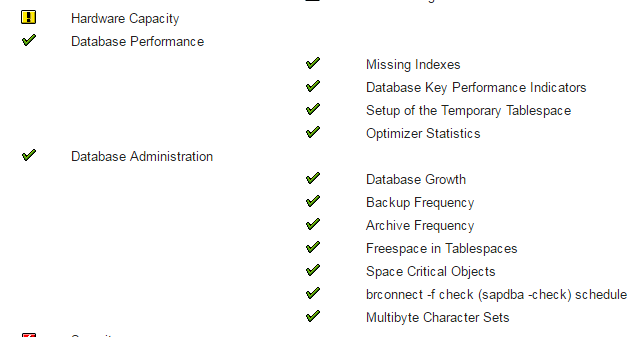 Hardware Capacity
Database Performance
Missing Indexes
Database Key Performance Indicators
Setup of the Temporary Tablespace
Optimizer Statistics
Database Administration
Database Growth
Backup Frequency
Archive Frequency
Freespace in Tablespaces
Space Critical Objects
brconnect -f check (sapdba -check) schedule
Multibyte Character Sets